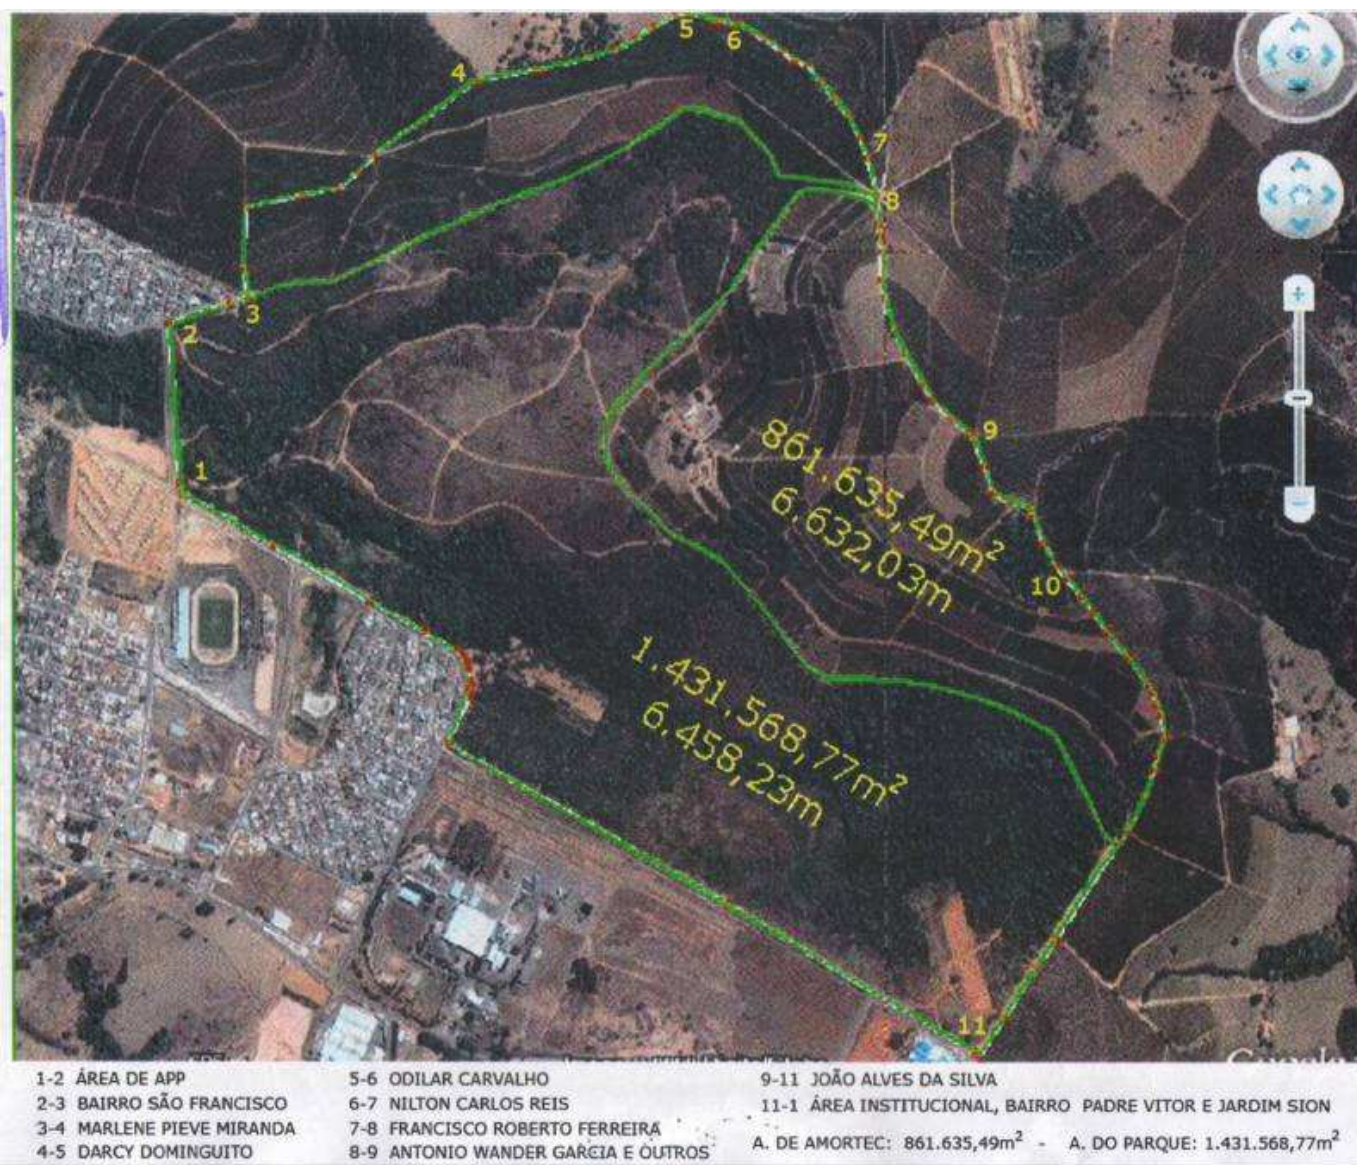 5
6
4
7
8
3
2
9
861.635,49m²
6.632,03m
1
10
1.431.568,77m²
6.458,23m
11
1-2 ÁREA DE APP
2-3 BAIRRO SÃO FRANCISCO
3-4 MARLENE PIEVE MIRANDA
4-5 DARCY DOMINGUITO
5-6 ODILAR CARVALHO
6-7 NILTON CARLOS REIS
7-8 FRANCISCO ROBERTO FERREIRA
8-9 ANTONIO WANDER GARCIA E OUTROS
9-11 JOÃO ALVES DA SILVA
11-1 ÁREA INSTITUCIONAL, BAIRRO PADRE VITOR E JARDIM SION
A. DE AMORTEC: 861.635,49m² - A. DO PARQUE: 1.431.568,77m²